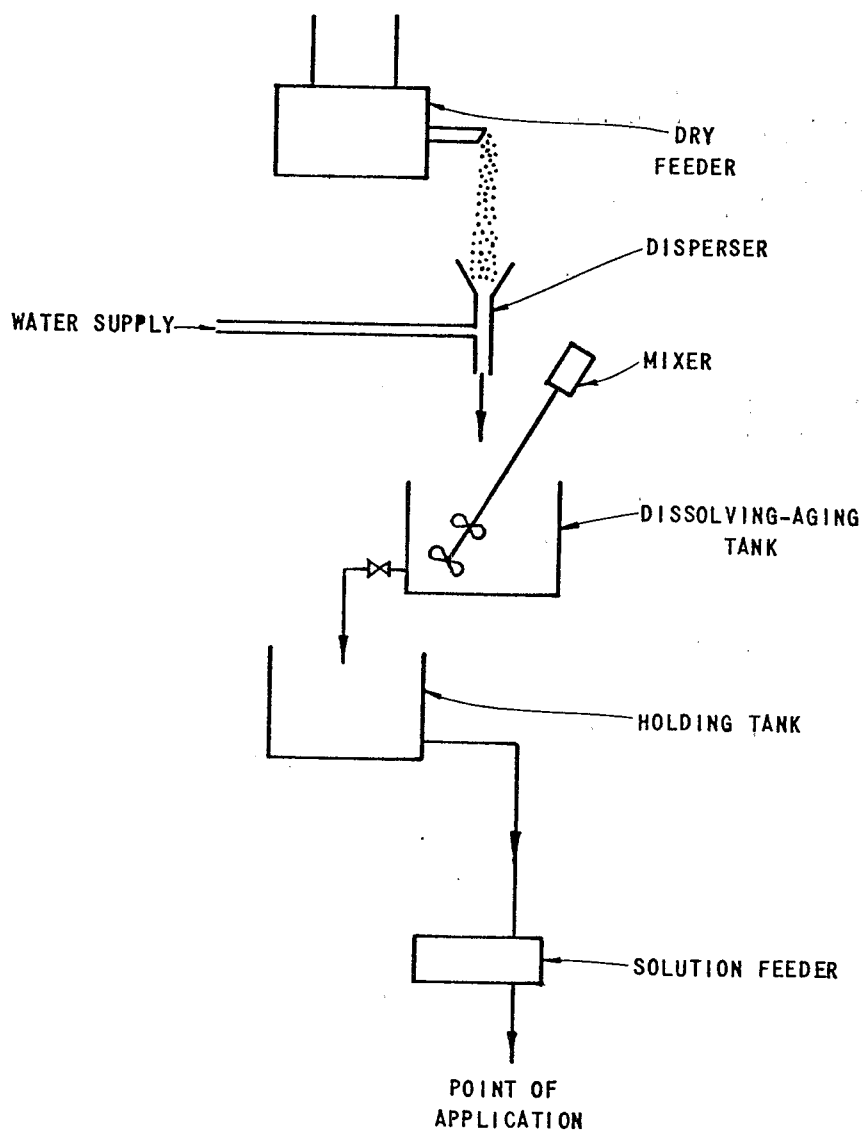 DRY
FEEDER
DISPERSER
WATER SUPPLY
MIXER
DISSOLVING-AGING
TANK
HOLDING TANK
SOLUTION FEEDER
POINT OF
APPLICATION